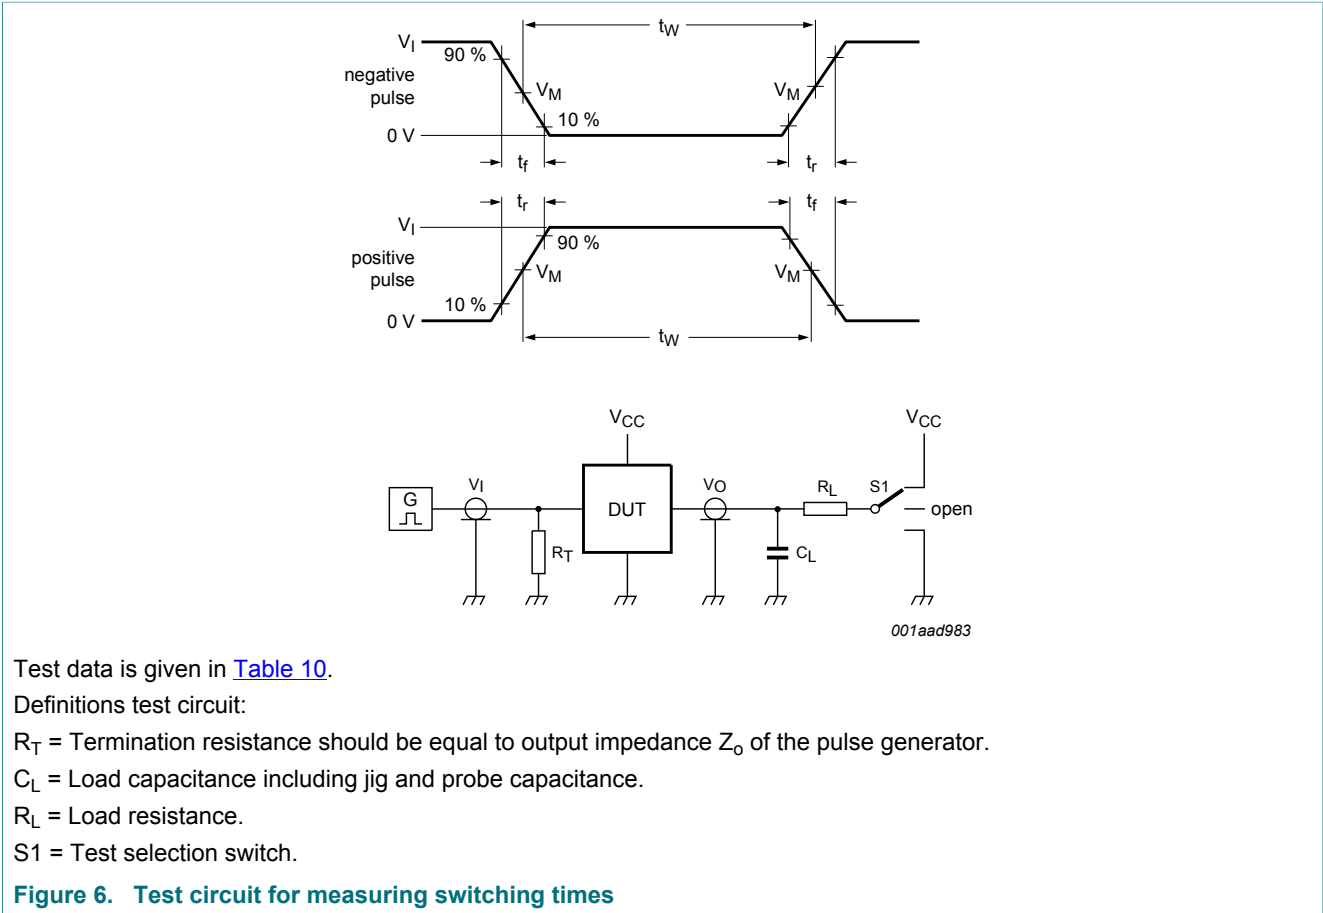 tW
VI
90 %
negative
pulse
VM
VM
10 %
0 V
tf
tr
tr
tf
VI
90 %
positive
pulse
VM
VM
10 %
0 V
tW
VCC
VCC
G
VI
DUT
VO
RL
S1
open
RT
CL
001aad983
Test data is given in Table 10.
Definitions test circuit:
RT = Termination resistance should be equal to output impedance Zo of the pulse generator.
CL = Load capacitance including jig and probe capacitance.
RL = Load resistance.
S1 = Test selection switch.
Figure 6. Test circuit for measuring switching times